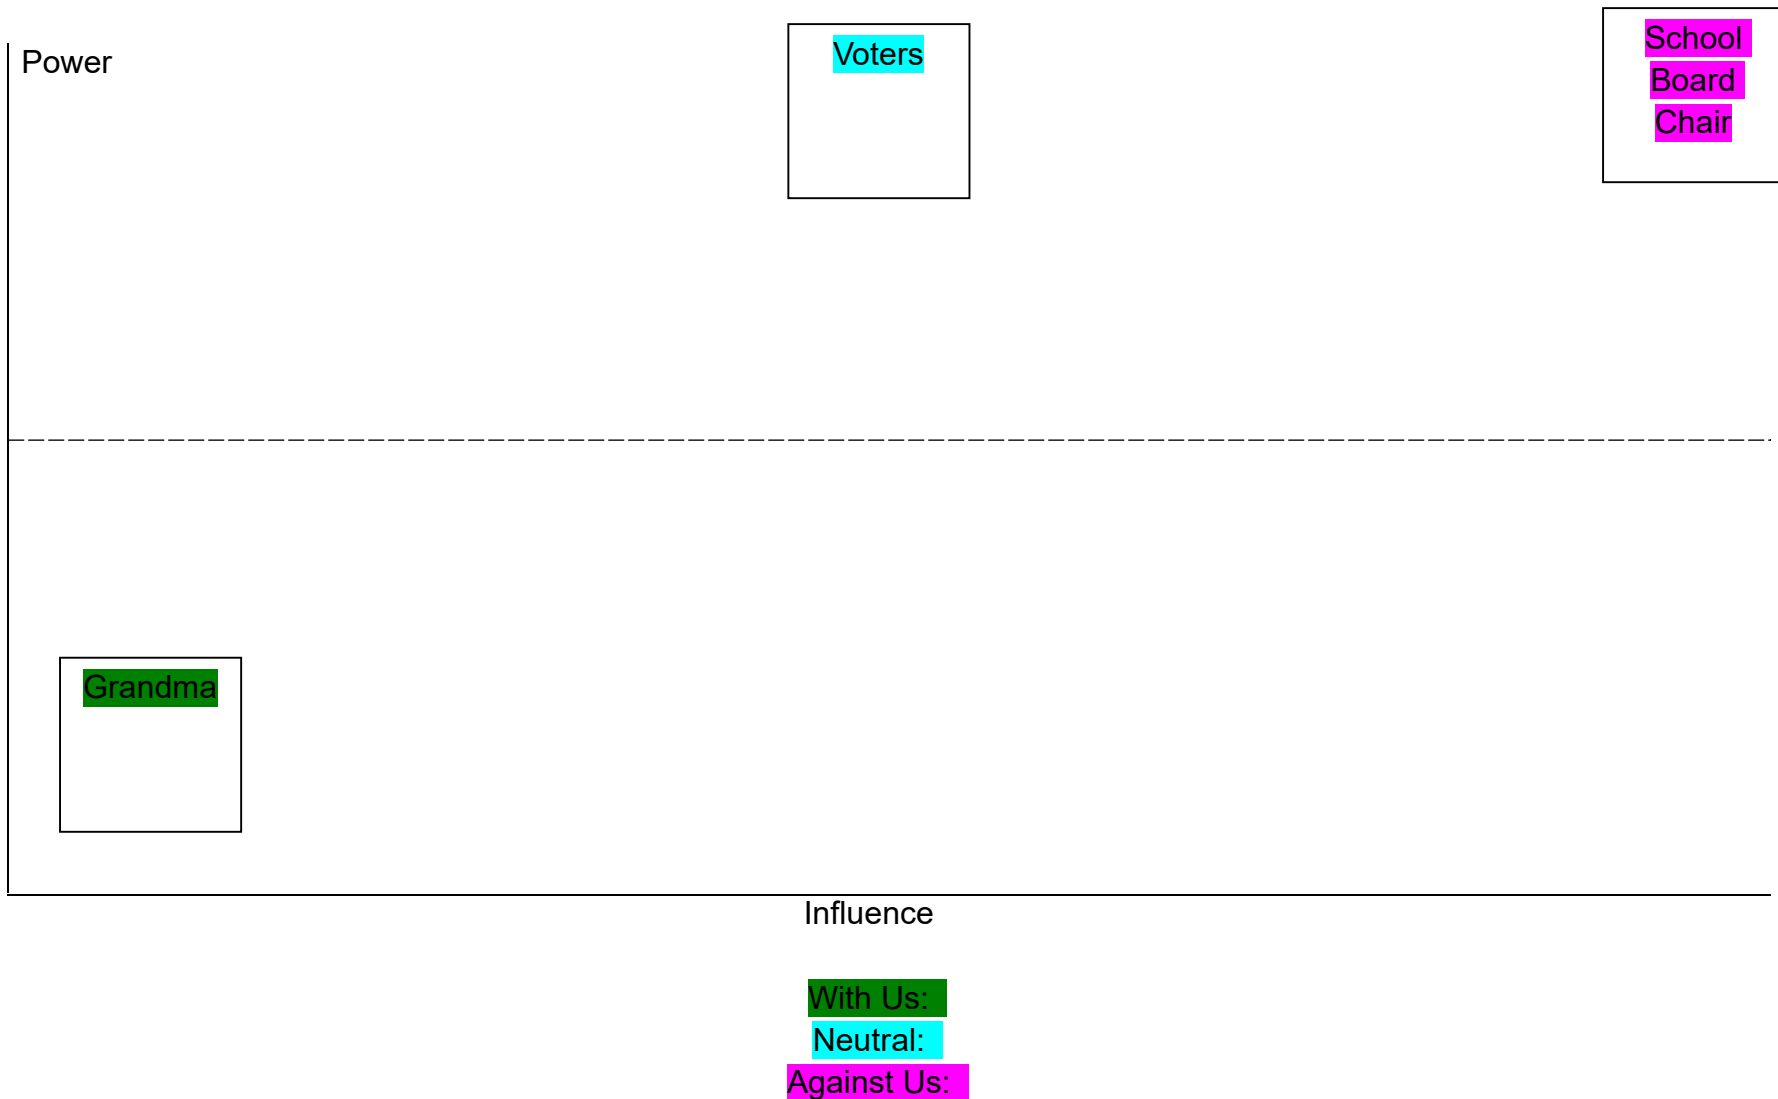 Power
Voters
School
Board
Chair
Grandma
Influence
With Us:
Neutral:
Against Us: